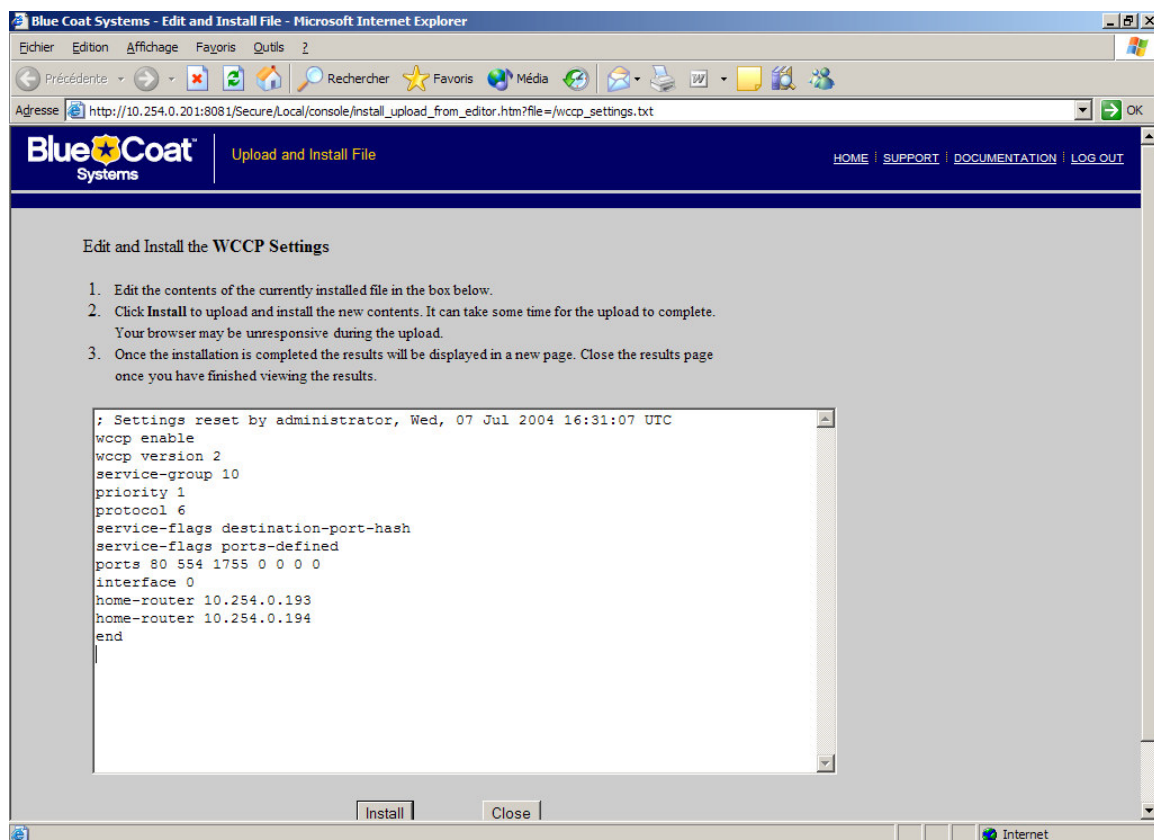 Blue Coat Systems - Edit and Install File - Microsoft Internet Explorer
Fichier Edition Affichage Favoris Outils ?
Précédente Rechercher Favoris Média
Adresse http://10.254.0.201:8081/Secure/Local/console/install_upload_from_editor.htm?file=/wccp_settings.txt OK
Blue Coat™
Systems
Upload and Install File
HOME SUPPORT DOCUMENTATION LOG OUT
Edit and Install the WCCP Settings
1. Edit the contents of the currently installed file in the box below.
2. Click Install to upload and install the new contents. It can take some time for the upload to complete.
Your browser may be unresponsive during the upload.
3. Once the installation is completed the results will be displayed in a new page. Close the results page
once you have finished viewing the results.
; Settings reset by administrator, Wed, 07 Jul 2004 16:31:07 UTC
wccp enable
wccp version 2
service-group 10
priority 1
protocol 6
service-flags destination-port-hash
service-flags ports-defined
ports 80 554 1755 0 0 0 0
interface 0
home-router 10.254.0.193
home-router 10.254.0.194
end
Install Close
Internet